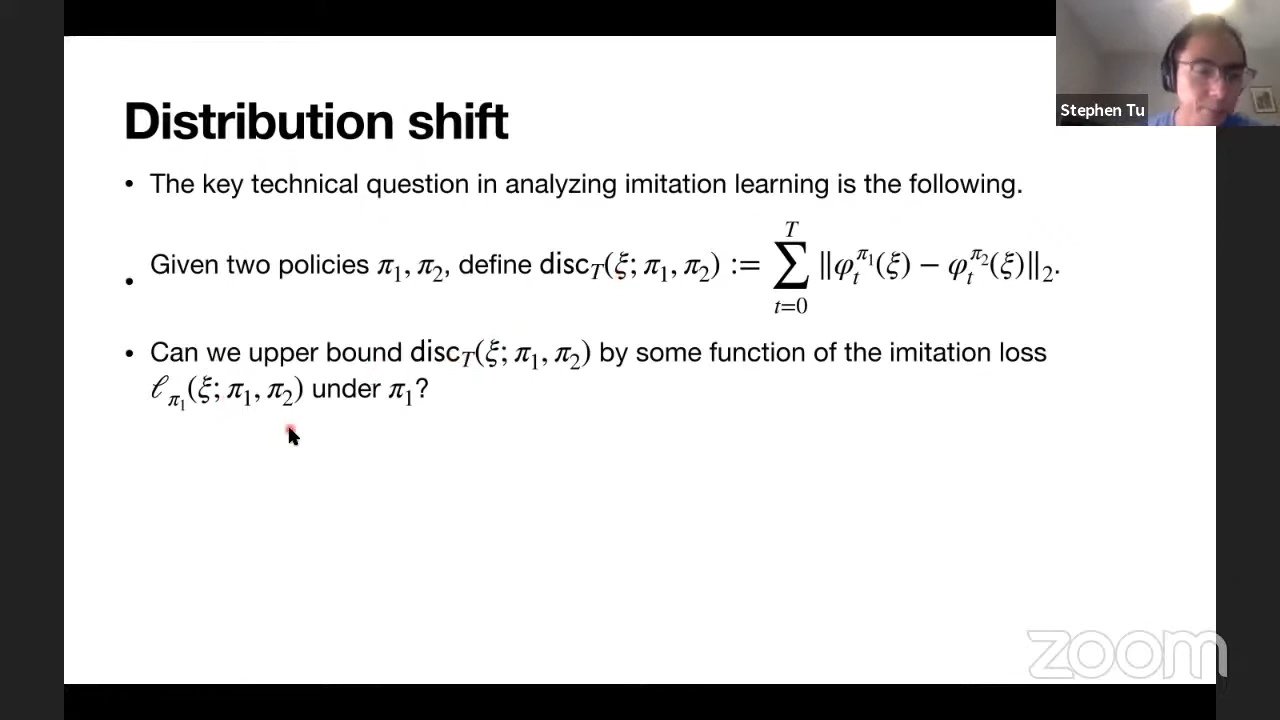 Stephen Tu
Distribution shift
• The key technical question in analyzing imitation learning is the following.
• Given two policies π₁, π₂, define disc_T(ξ; π₁, π₂) := ∑_{t=0}^{T} ‖φ_t^{π₁}(ξ) − φ_t^{π₂}(ξ)‖₂.
• Can we upper bound disc_T(ξ; π₁, π₂) by some function of the imitation loss
ℓ_{π₁}(ξ; π₁, π₂) under π₁?
zoom